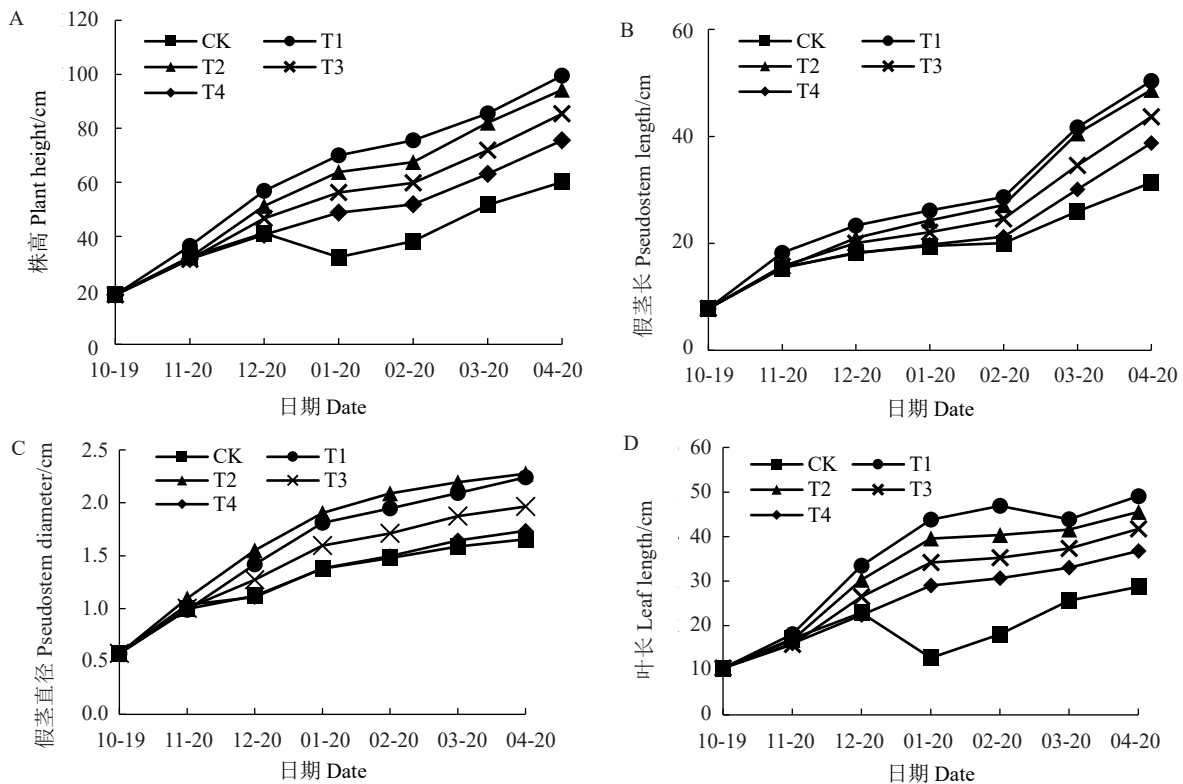 A
120
100
80
60
40
20
0
株高 Plant height/cm
CK T1
T2 T3
T4
10-19 11-20 12-20 01-20 02-20 03-20 04-20
日期 Date
B
60
40
20
0
假茎长 Pseudostem length/cm
CK T1
T2 T3
T4
10-19 11-20 12-20 01-20 02-20 03-20 04-20
日期 Date
C
2.5
2.0
1.5
1.0
0.5
0.0
假茎直径 Pseudostem diameter/cm
CK T1
T2 T3
T4
10-19 11-20 12-20 01-20 02-20 03-20 04-20
日期 Date
D
60
50
40
30
20
10
0
叶长 Leaf length/cm
CK T1
T2 T3
T4
10-19 11-20 12-20 01-20 02-20 03-20 04-20
日期 Date